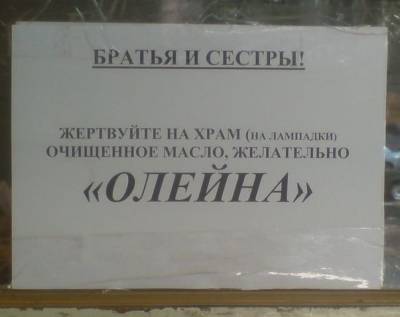 БРАТЬЯ И СЕСТРЫ!
ЖЕРТВУЙТЕ НА ХРАМ (НА ЛАМПАДКИ)
ОЧИЩЕННОЕ МАСЛО, ЖЕЛАТЕЛЬНО
«ОЛЕЙНА»